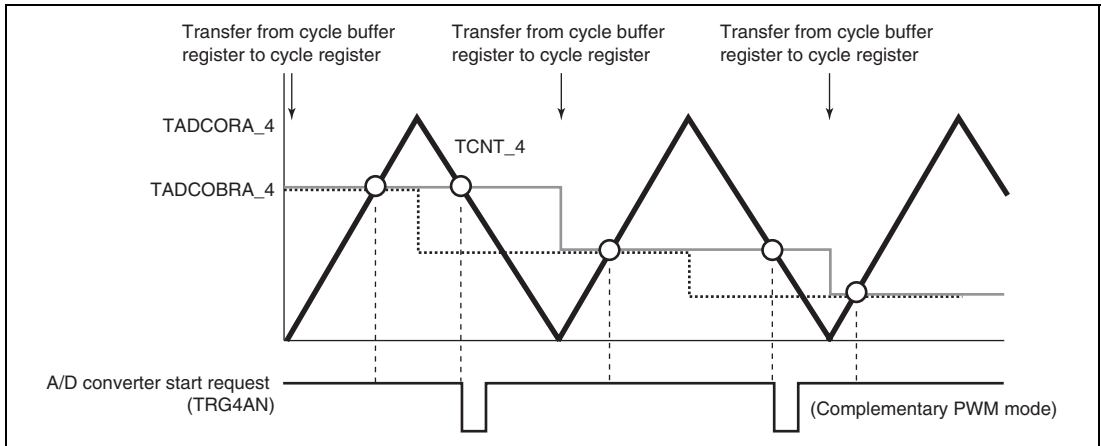 Transfer from cycle buffer
register to cycle register
Transfer from cycle buffer
register to cycle register
Transfer from cycle buffer
register to cycle register
TADCORA_4
TCNT_4
TADCOBRA_4
A/D converter start request
(TRG4AN)
(Complementary PWM mode)